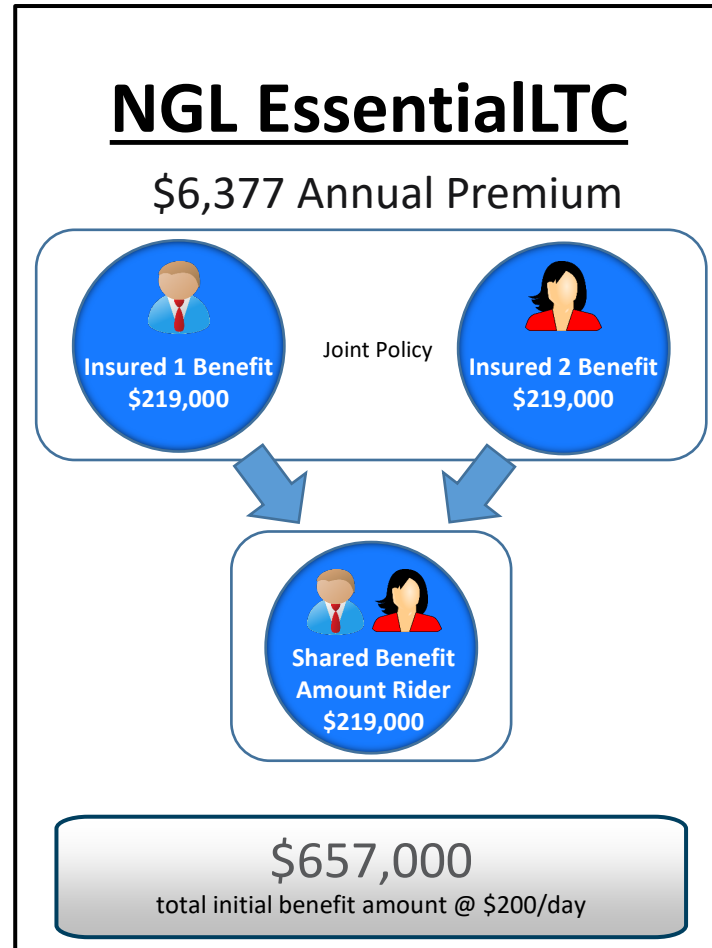 NGL EssentialLTC
$6,377 Annual Premium
Insured 1 Benefit
$219,000
Joint Policy
Insured 2 Benefit
$219,000
Shared Benefit
Amount Rider
$219,000
$657,000
total initial benefit amount @ $200/day